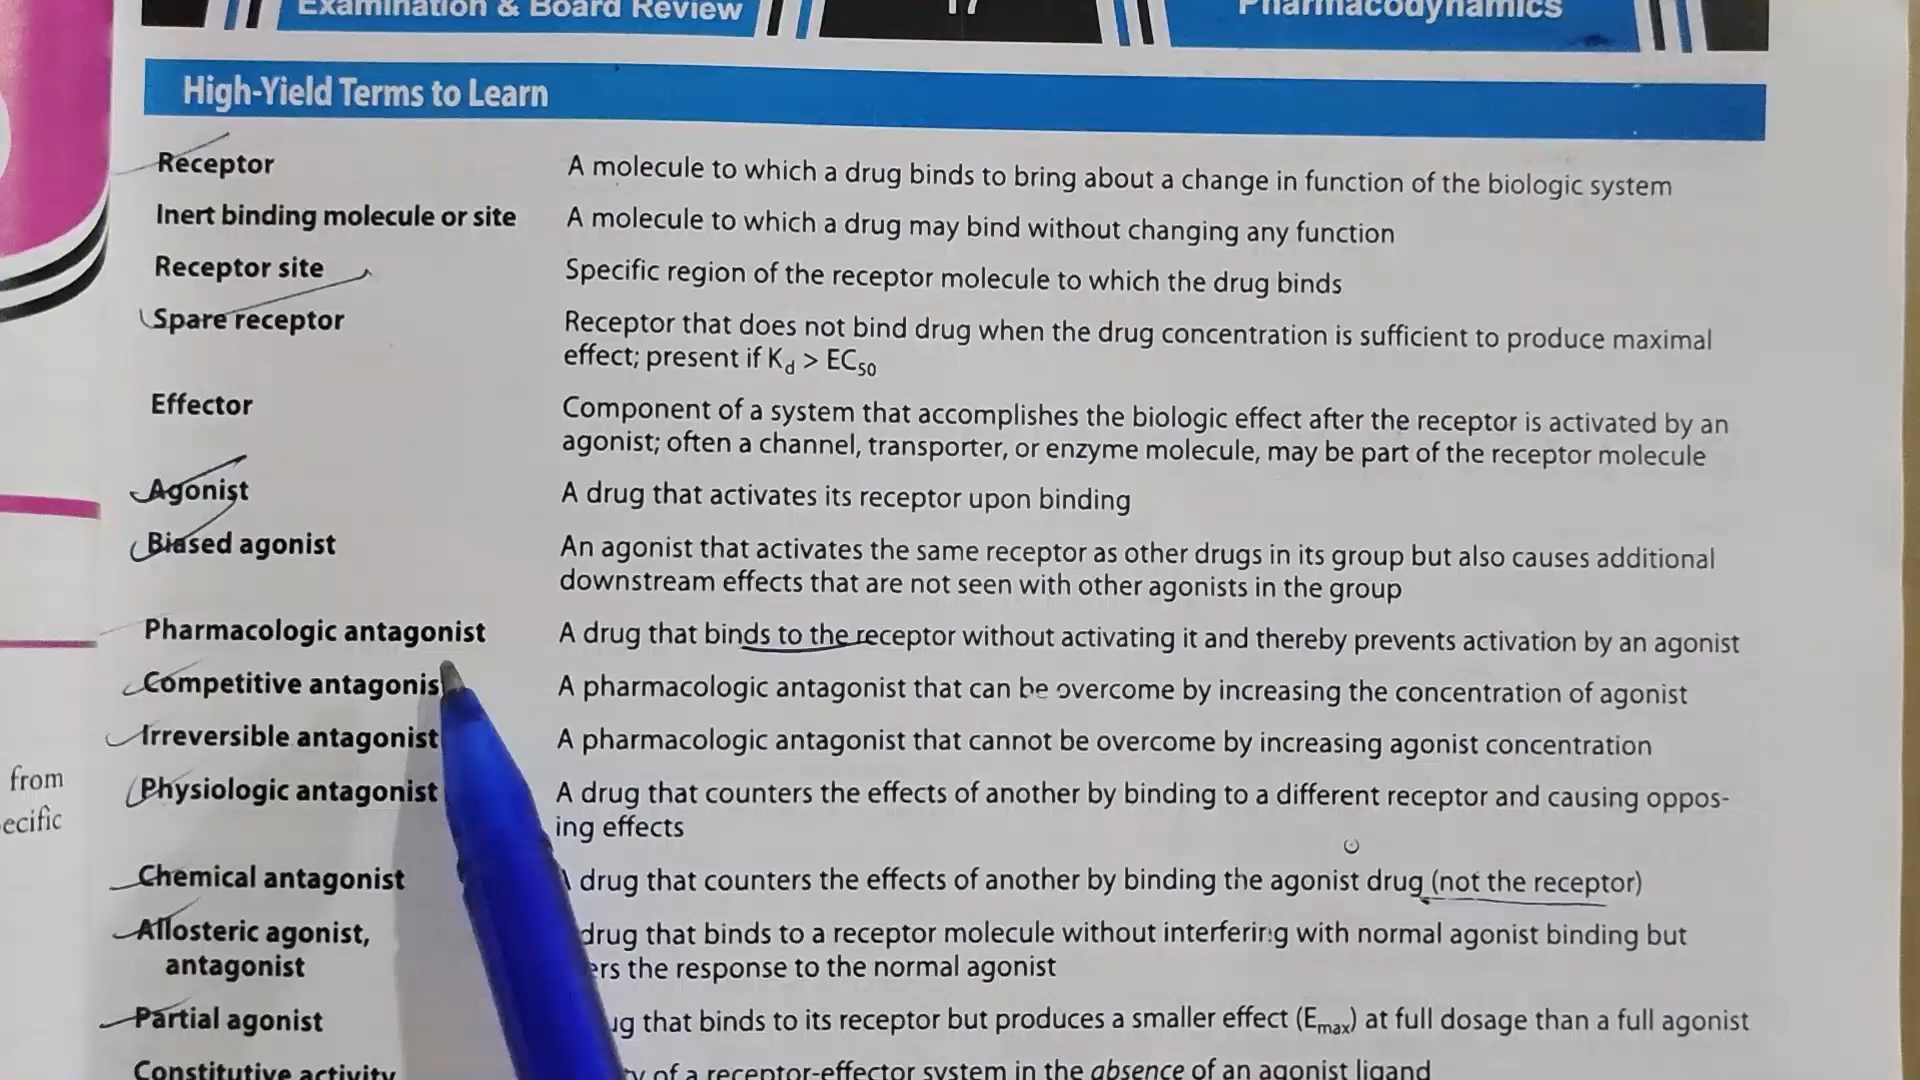 Examination & Board Review
17
Pharmacodynamics
High-Yield Terms to Learn
Receptor A molecule to which a drug binds to bring about a change in function of the biologic system
Inert binding molecule or site A molecule to which a drug may bind without changing any function
Receptor site Specific region of the receptor molecule to which the drug binds
Spare receptor Receptor that does not bind drug when the drug concentration is sufficient to produce maximal
effect; present if Kd > EC50
Effector Component of a system that accomplishes the biologic effect after the receptor is activated by an
agonist; often a channel, transporter, or enzyme molecule, may be part of the receptor molecule
Agonist A drug that activates its receptor upon binding
Biased agonist An agonist that activates the same receptor as other drugs in its group but also causes additional
downstream effects that are not seen with other agonists in the group
Pharmacologic antagonist A drug that binds to the receptor without activating it and thereby prevents activation by an agonist
Competitive antagonis A pharmacologic antagonist that can be overcome by increasing the concentration of agonist
Irreversible antagonist A pharmacologic antagonist that cannot be overcome by increasing agonist concentration
Physiologic antagonist A drug that counters the effects of another by binding to a different receptor and causing oppos-
ing effects
Chemical antagonist drug that counters the effects of another by binding the agonist drug (not the receptor)
Allosteric agonist, drug that binds to a receptor molecule without interfering with normal agonist binding but
antagonist ers the response to the normal agonist
Partial agonist ug that binds to its receptor but produces a smaller effect (Emax) at full dosage than a full agonist
Constitutive activity of a receptor-effector system in the absence of an agonist ligand
from
ecific